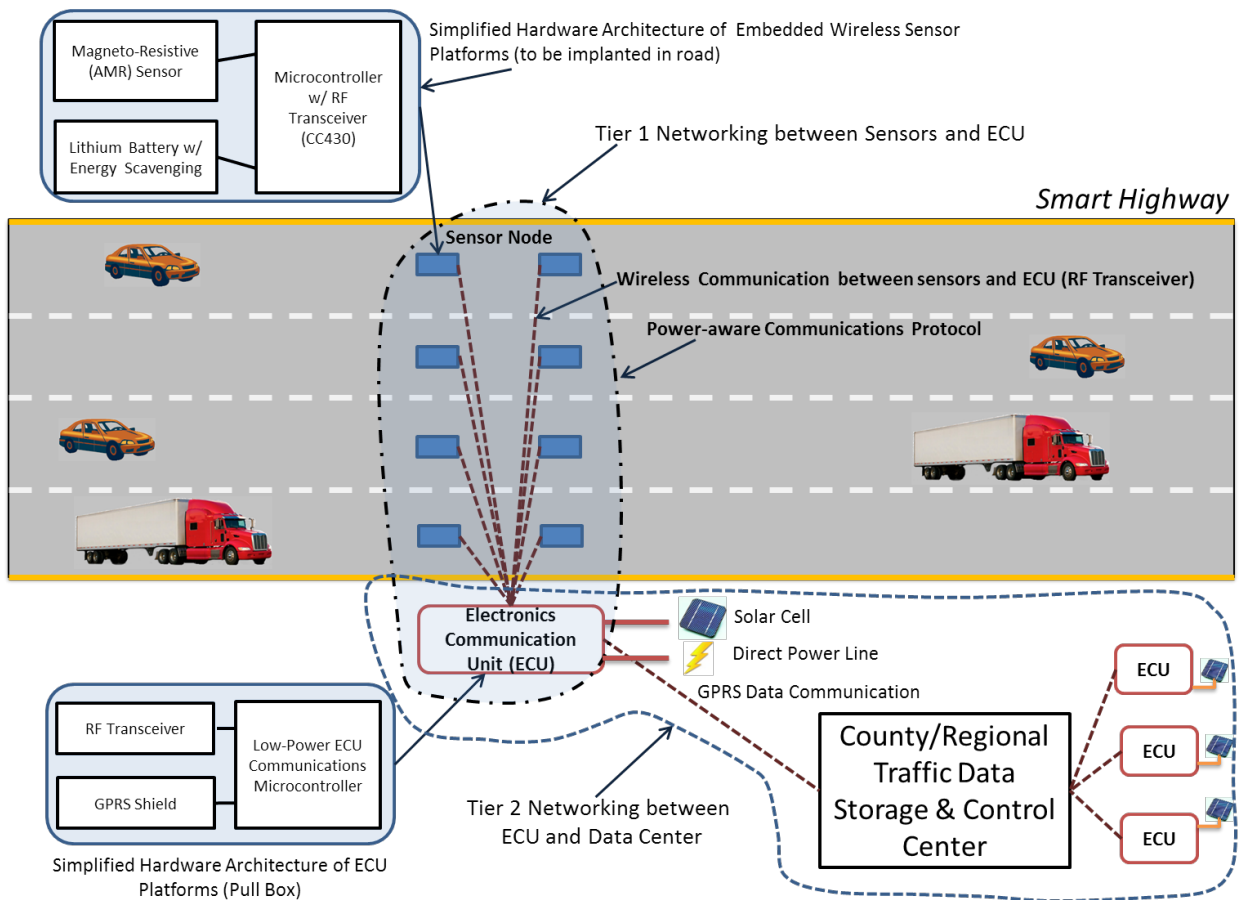 Magneto-Resistive
(AMR) Sensor
Lithium Battery w/
Energy Scavenging
Microcontroller
w/ RF
Transceiver
(CC430)
Simplified Hardware Architecture of Embedded Wireless Sensor
Platforms (to be implanted in road)
Tier 1 Networking between Sensors and ECU
Smart Highway
Sensor Node
Wireless Communication between sensors and ECU (RF Transceiver)
Power-aware Communications Protocol
Electronics
Communication
Unit (ECU)
Solar Cell
Direct Power Line
GPRS Data Communication
RF Transceiver
GPRS Shield
Low-Power ECU
Communications
Microcontroller
Simplified Hardware Architecture of ECU
Platforms (Pull Box)
Tier 2 Networking between
ECU and Data Center
County/Regional
Traffic Data
Storage & Control
Center
ECU
ECU
ECU